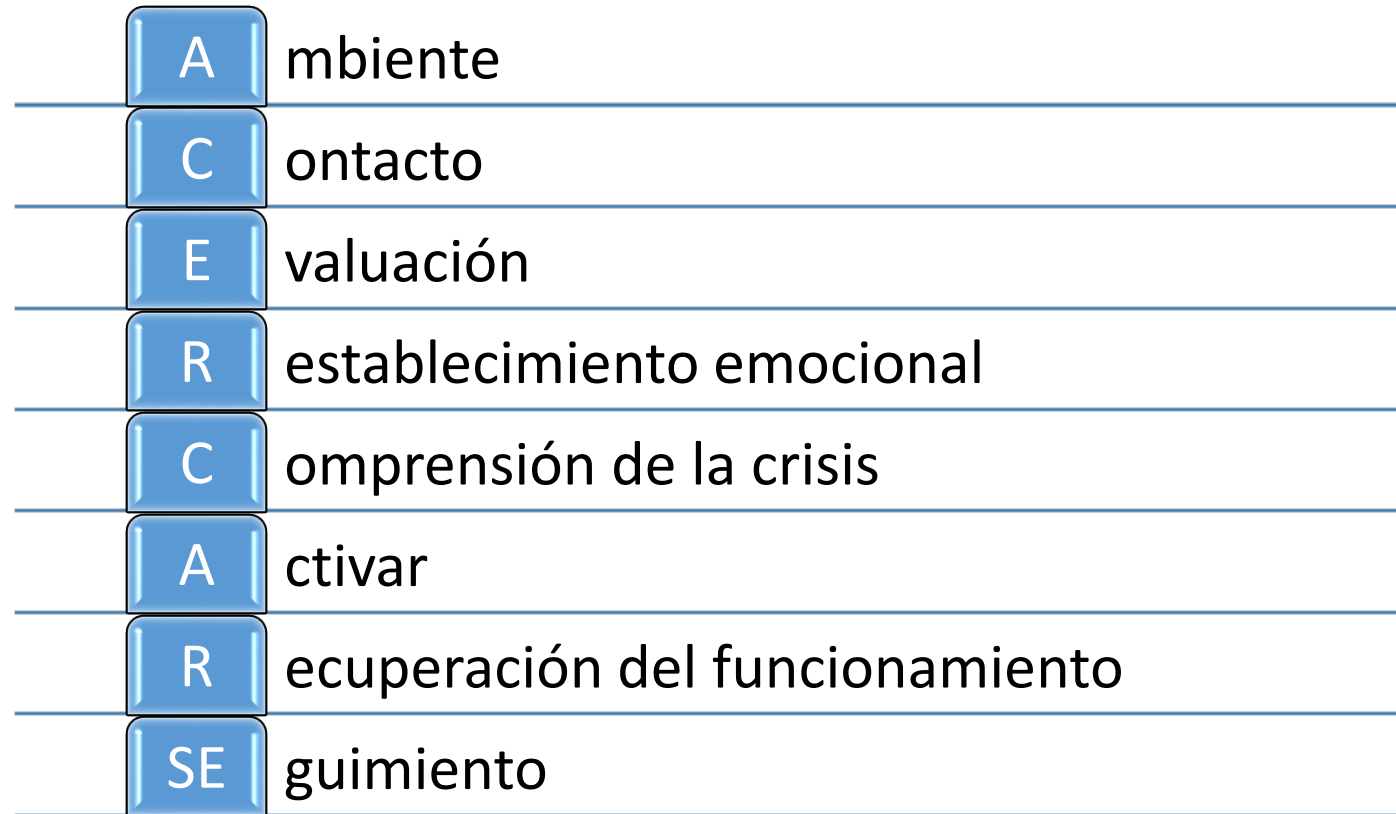 A mbiente
C ontacto
E valuación
R establecimiento emocional
C omprensión de la crisis
A ctivar
R ecuperación del funcionamiento
SE guimiento